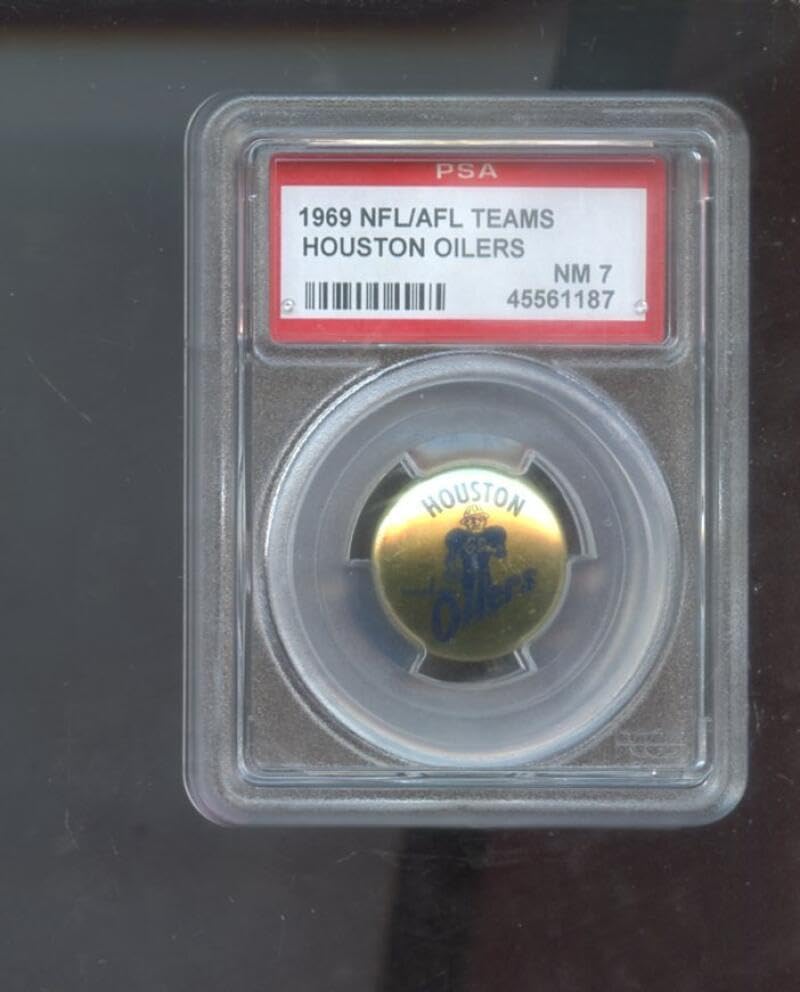 PSA
1969 NFL/AFL TEAMS
HOUSTON OILERS
NM 7
45561187
HOUSTON
Oilers